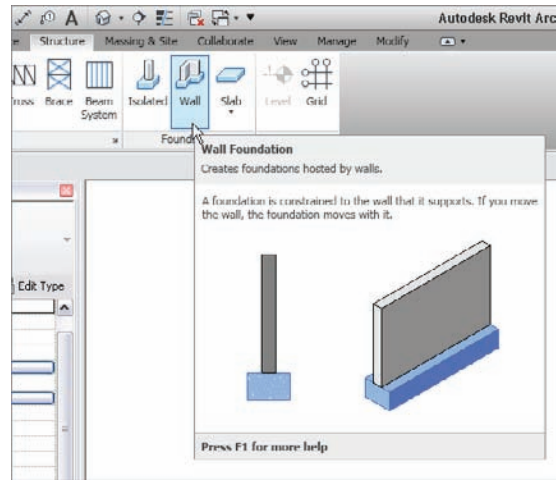 Autodesk Revit Arc
Structure Massing & Site Collaborate View Manage Modify
Brace Beam System Isolated Wall Slab Level Grid
Wall Foundation
Creates foundations hosted by walls.
A foundation is constrained to the wall that it supports. If you move
the wall, the foundation moves with it.
Edit Type
Press F1 for more help